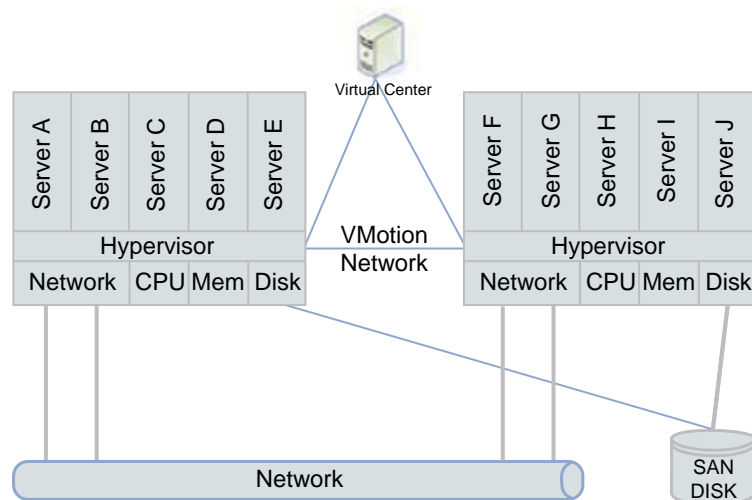 Virtual Center
Server A
Server B
Server C
Server D
Server E
Server F
Server G
Server H
Server I
Server J
Hypervisor
VMotion
Network
Hypervisor
Network CPU Mem Disk
Network CPU Mem Disk
Network
SAN
DISK